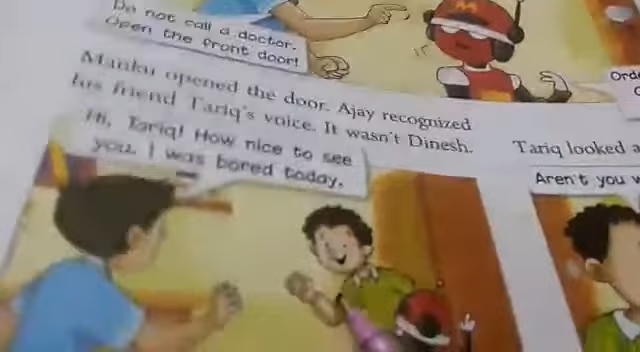 Do not call a doctor.
Open the front door!
M
Orde
Manku opened the door. Ajay recognized
his friend Tariq's voice. It wasn't Dinesh.
Hi, Tariq! How nice to see
you. I was bored today.
Tariq looked a
Aren't you w